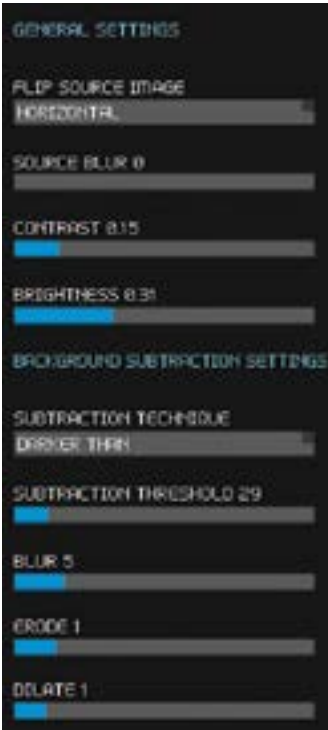 GENERAL SETTINGS
FLIP SOURCE IMAGE
HORIZONTAL
SOURCE BLUR 0
CONTRAST 0.15
BRIGHTNESS 0.31
BACKGROUND SUBTRACTION SETTINGS
SUBTRACTION TECHNIQUE
DARKER THAN
SUBTRACTION THRESHOLD 29
BLUR 5
ERODE 1
DILATE 1